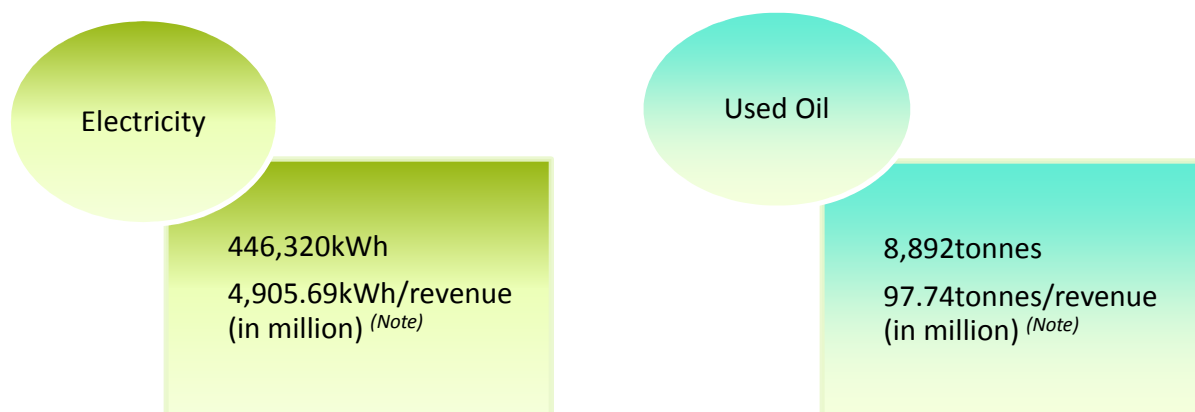 Electricity
446,320kWh
4,905.69kWh/revenue
(in million) (Note)
Used Oil
8,892tonnes
97.74tonnes/revenue
(in million) (Note)